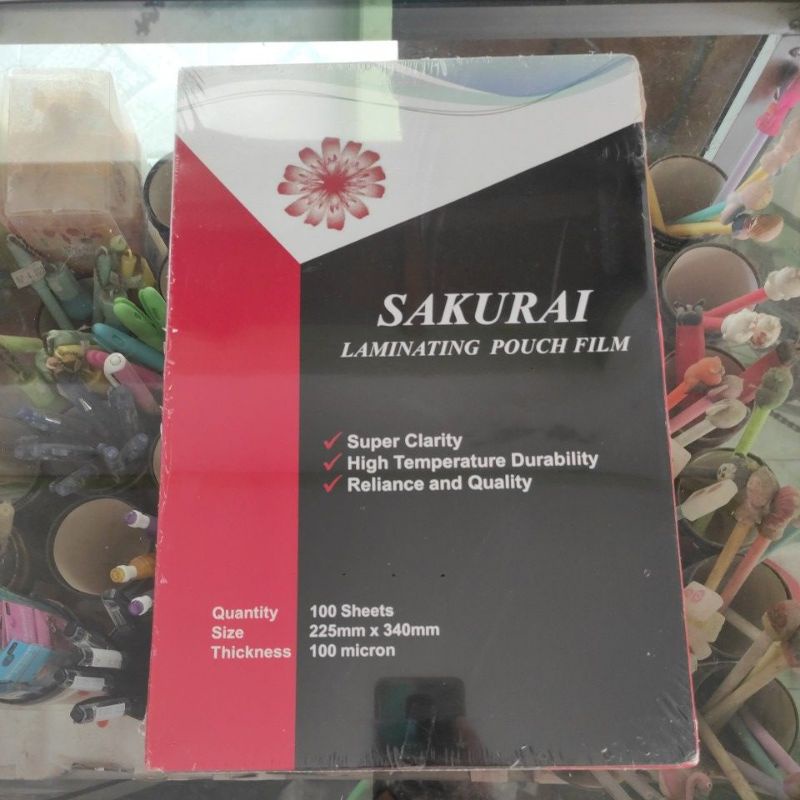 SAKURAI
LAMINATING POUCH FILM
✓ Super Clarity
✓ High Temperature Durability
✓ Reliance and Quality
Quantity 100 Sheets
Size 225mm x 340mm
Thickness 100 micron